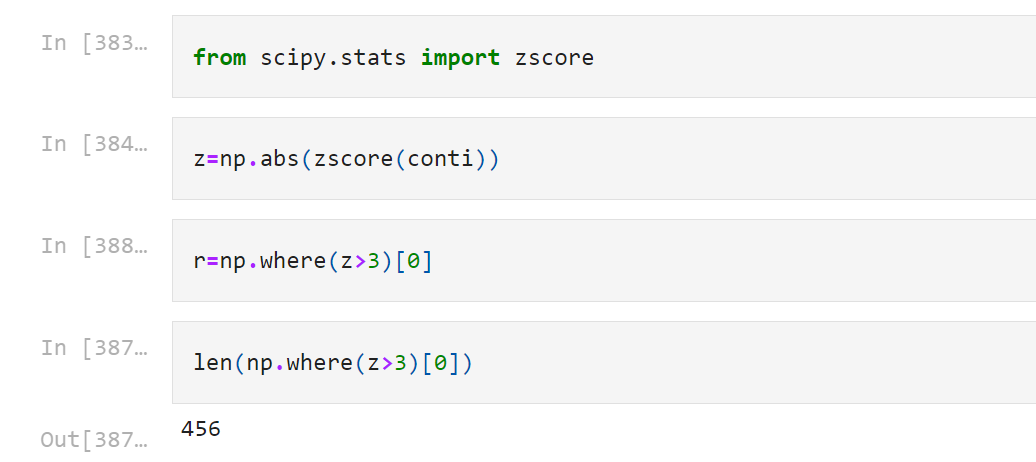 In [383…
from scipy.stats import zscore
In [384…
z=np.abs(zscore(conti))
In [388…
r=np.where(z>3)[0]
In [387…
len(np.where(z>3)[0])
Out[387…
456